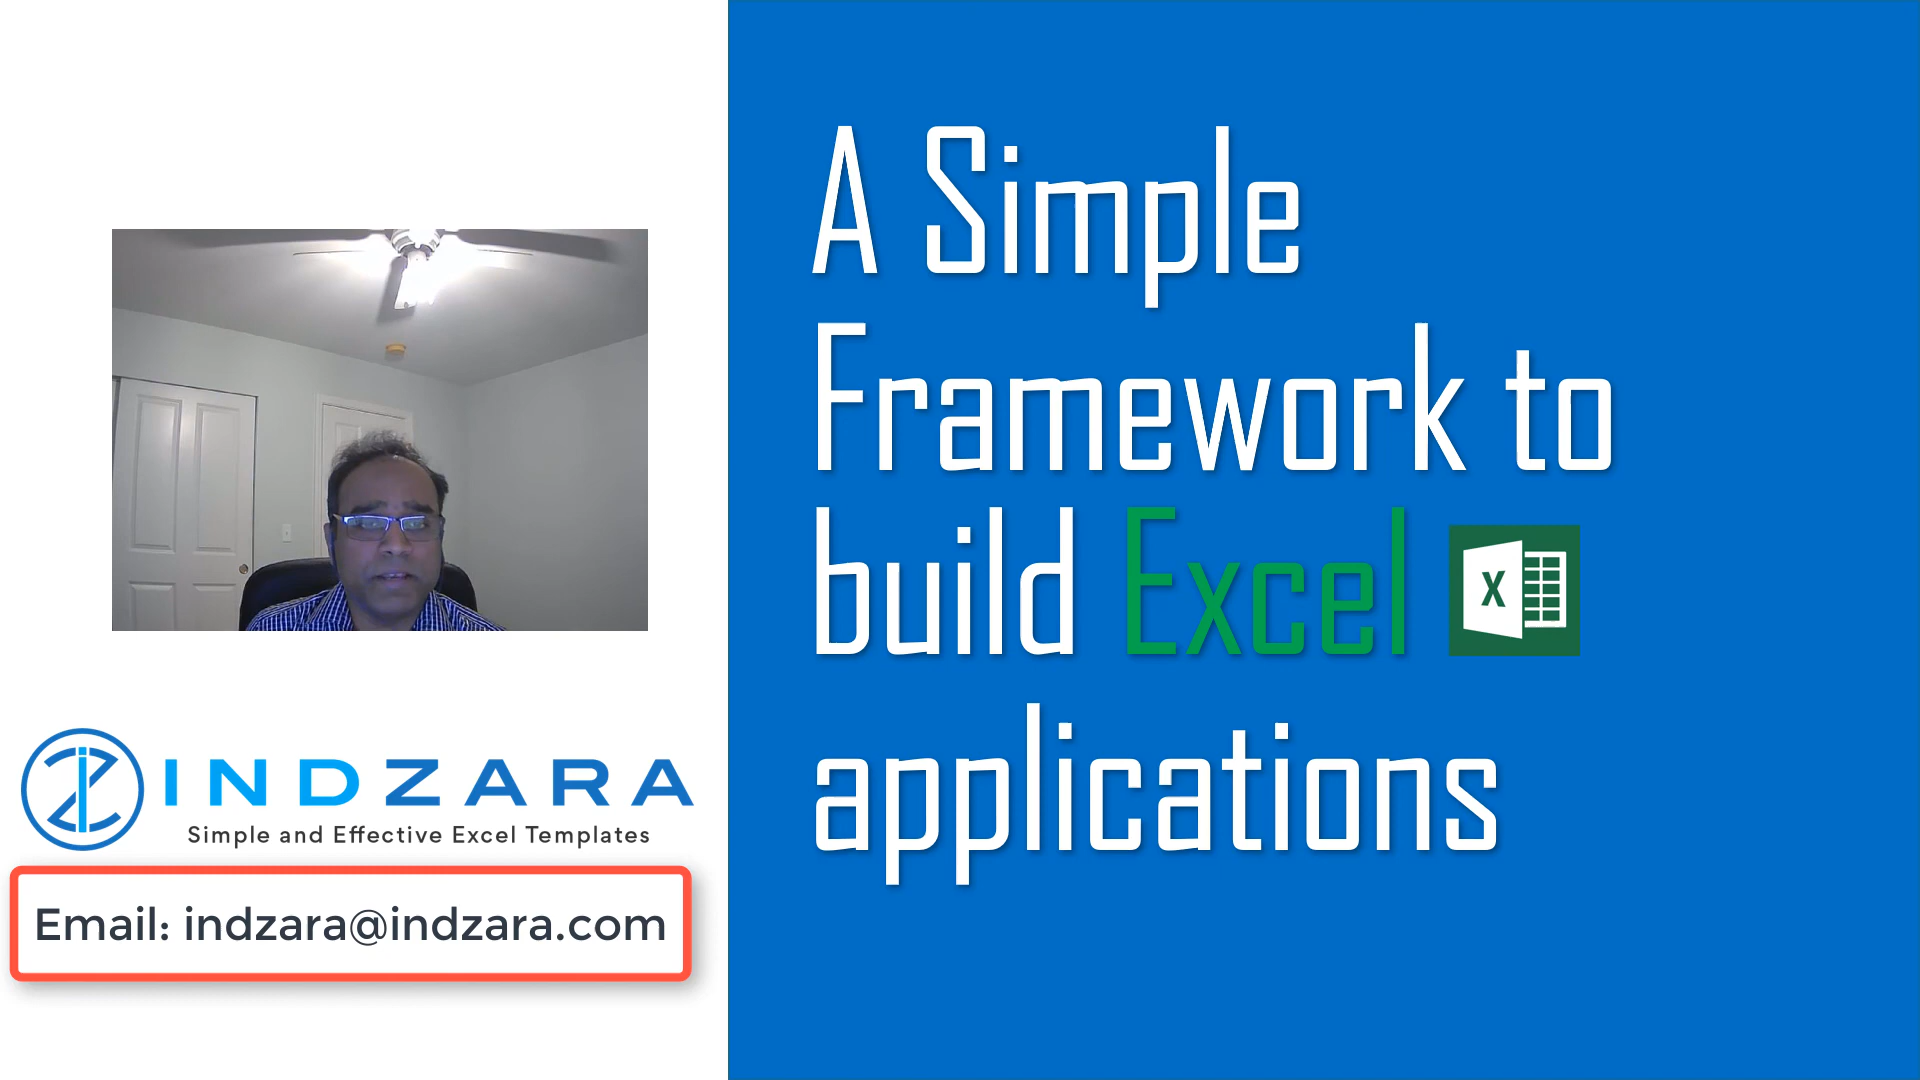 INDZARA
Simple and Effective Excel Templates
Email: indzara@indzara.com
A Simple
Framework to
build Excel X
applications